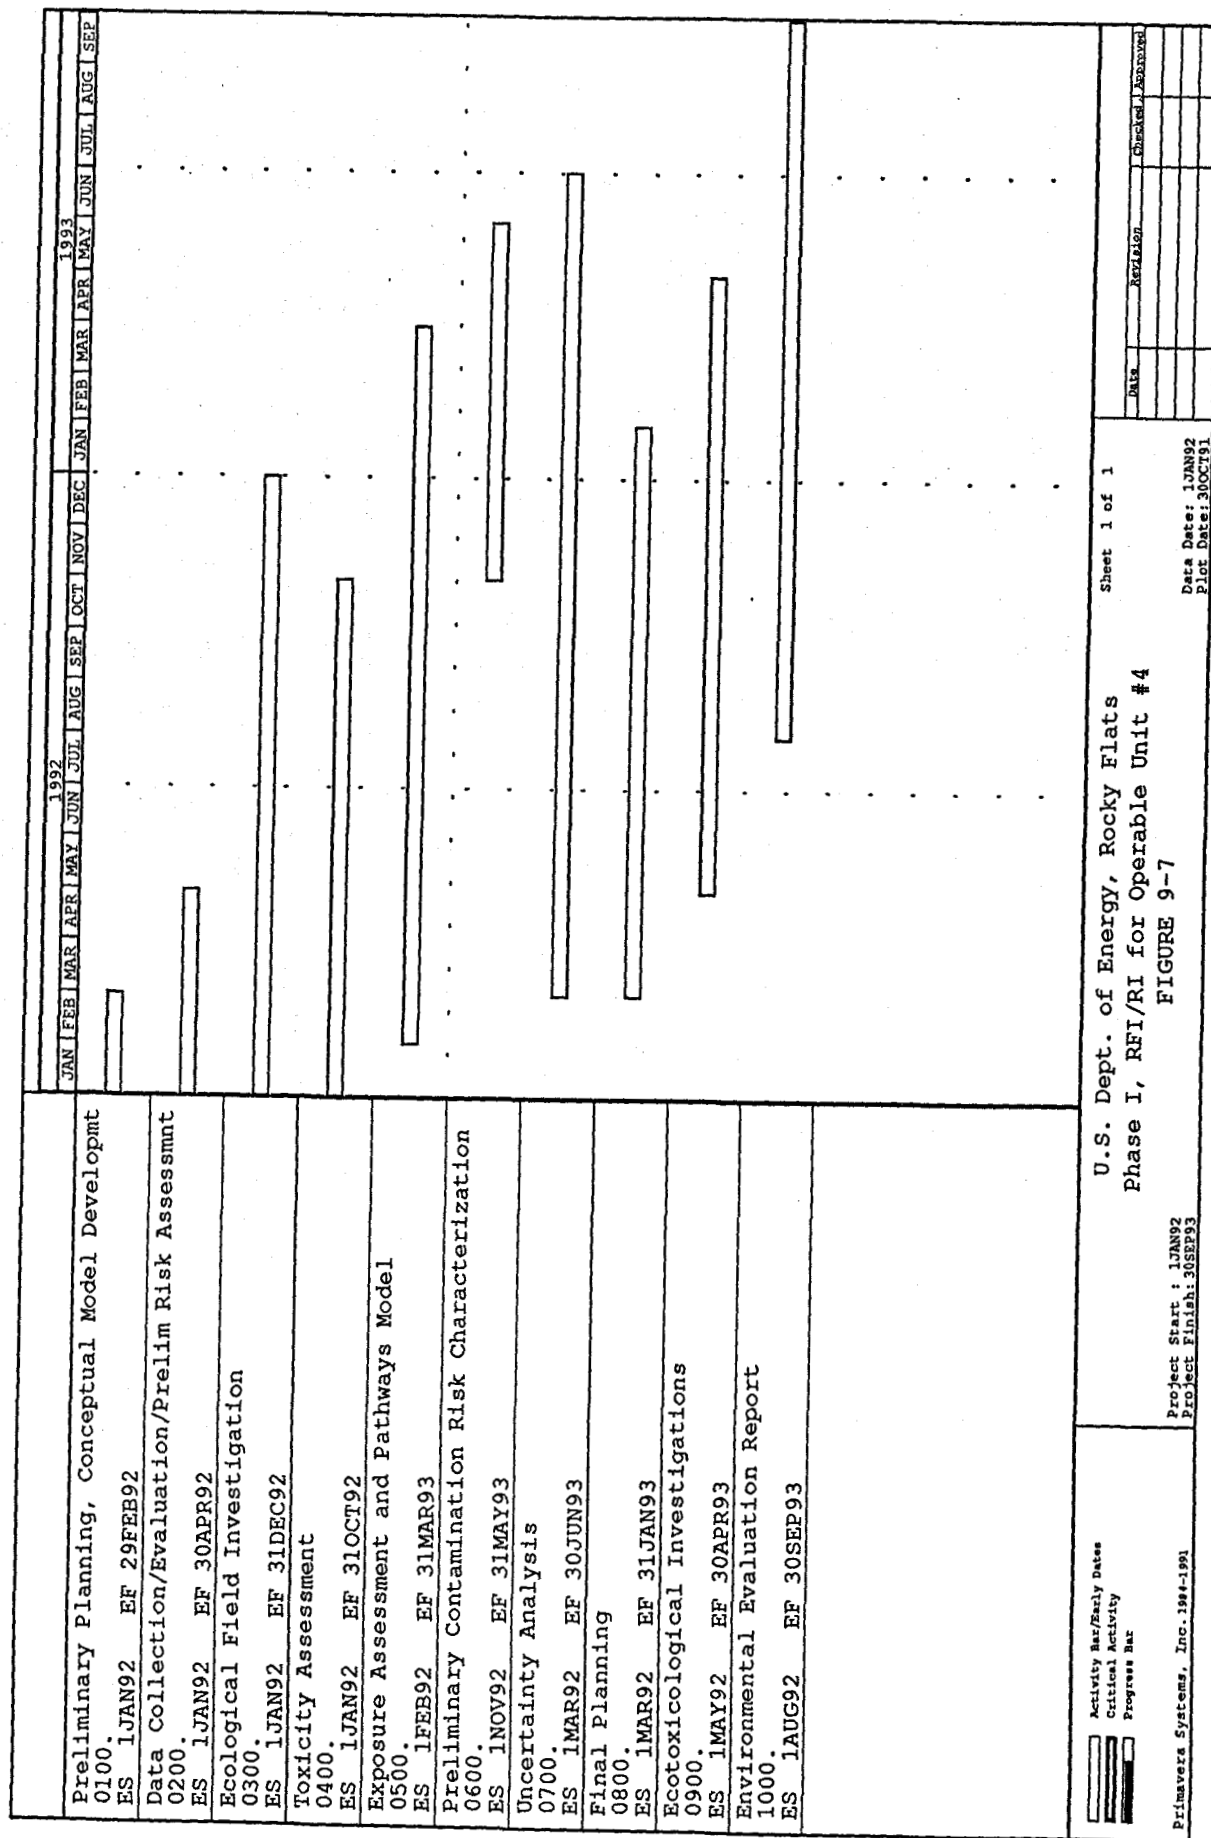 1992
1993
JAN FEB MAR APR MAY JUN JUL AUG SEP OCT NOV DEC JAN FEB MAR APR MAY JUN JUL AUG SEP
Preliminary Planning, Conceptual Model Developmt
0100.
ES 1JAN92 EF 29FEB92
Data Collection/Evaluation/Prelim Risk Assessmnt
0200.
ES 1JAN92 EF 30APR92
Ecological Field Investigation
0300.
ES 1JAN92 EF 31DEC92
Toxicity Assessment
0400.
ES 1JAN92 EF 31OCT92
Exposure Assessment and Pathways Model
0500.
ES 1FEB92 EF 31MAR93
Preliminary Contamination Risk Characterization
0600.
ES 1NOV92 EF 31MAY93
Uncertainty Analysis
0700.
ES 1MAR92 EF 30JUN93
Final Planning
0800.
ES 1MAR92 EF 31JAN93
Ecotoxicological Investigations
0900.
ES 1MAY92 EF 30APR93
Environmental Evaluation Report
1000.
ES 1AUG92 EF 30SEP93
Activity Bar/Early Dates
Critical Activity
Progress Bar
Primavera Systems, Inc. 1984-1991
Project Start : 1JAN92
Project Finish: 30SEP93
U.S. Dept. of Energy, Rocky Flats
Phase I, RFI/RI for Operable Unit #4
FIGURE 9-7
Sheet 1 of 1
Data Date: 1JAN92
Plot Date: 30OCT91
Date Revision Checked Approved